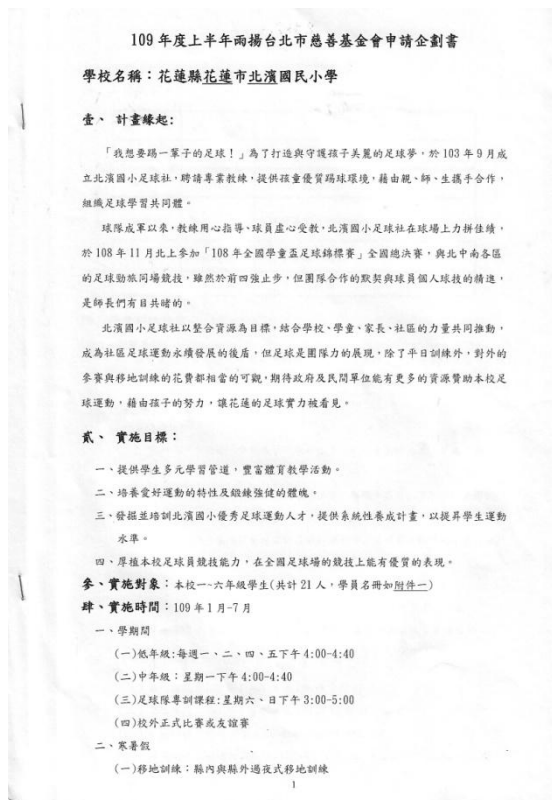 109 年度上半年雨揚台北市慈善基金會申請企劃書
學校名稱：花蓮縣花蓮市北濱國民小學
壹、 計畫緣起:
「我想要踢一輩子的足球！」為了打造與守護孩子美麗的足球夢，於 103 年 9 月成
立北濱國小足球社，聘請專業教練，提供孩童優質踢球環境，藉由親、師、生攜手合作，
組織足球學習共同體。
球隊成軍以來，教練用心指導、球員虛心受教，北濱國小足球社在球場上力拼佳績，
於 108 年 11 月北上參加「108 年全國學童盃足球錦標賽」全國總決賽，與北中南各區
的足球勁旅同場競技，雖然於前四強止步，但團隊合作的默契與球員個人球技的精進，
是師長們有目共睹的。
北濱國小足球社以整合資源為目標，結合學校、學童、家長、社區的力量共同推動，
成為社區足球運動永續發展的後盾，但足球是團隊力的展現，除了平日訓練外，對外的
參賽與移地訓練的花費都相當的可觀，期待政府及民間單位能有更多的資源贊助本校足
球運動，藉由孩子的努力，讓花蓮的足球實力被看見。
貳、 實施目標：
一、提供學生多元學習管道，豐富體育教學活動。
二、培養愛好運動的特性及鍛鍊強健的體魄。
三、發掘並培訓北濱國小優秀足球運動人才，提供系統性養成計畫，以提昇學生運動
水準。
四、厚植本校足球員競技能力，在全國足球場的競技上能有優質的表現。
參、實施對象：本校一~六年級學生(共計 21 人，學員名冊如附件一)
肆、實施時間：109 年 1 月-7 月
一、學期間
(一)低年級:每週一、二、四、五下午 4:00-4:40
(二)中年級：星期一下午 4:00-4:40
(三)足球隊專訓課程:星期六、日下午 3:00-5:00
(四)校外正式比賽或友誼賽
二、寒暑假
(一)移地訓練：縣內與縣外過夜式移地訓練
1